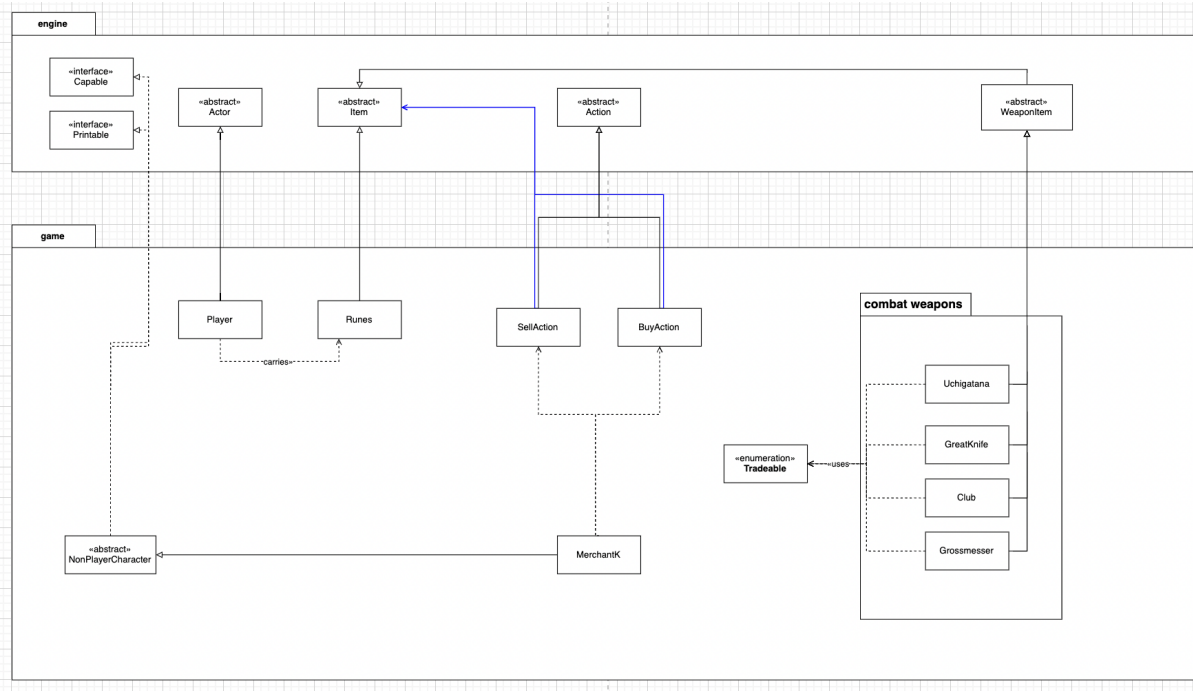 engine
«interface»
Capable
«interface»
Printable
«abstract»
Actor
«abstract»
Item
«abstract»
Action
«abstract»
WeaponItem
game
Player
Runes
carries»
SellAction
BuyAction
combat weapons
Uchigatana
GreatKnife
«enumeration»
Tradeable
«uses
Club
Grossmesser
«abstract»
NonPlayerCharacter
MerchantK